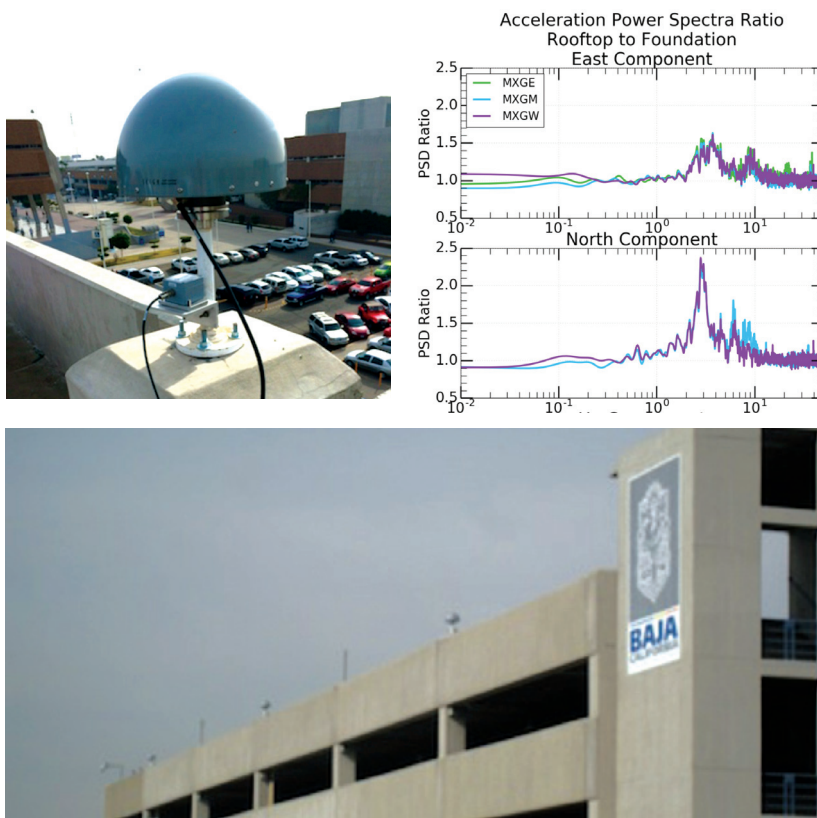 Acceleration Power Spectra Ratio
Rooftop to Foundation
East Component
2.5
2.0
1.5
1.0
0.5
PSD Ratio
MXGE
MXGM
MXGW
10⁻² 10⁻¹ 10⁰ 10¹
North Component
2.5
2.0
1.5
1.0
0.5
PSD Ratio
10⁻² 10⁻¹ 10⁰ 10¹
BAJA
CALIFORNIA